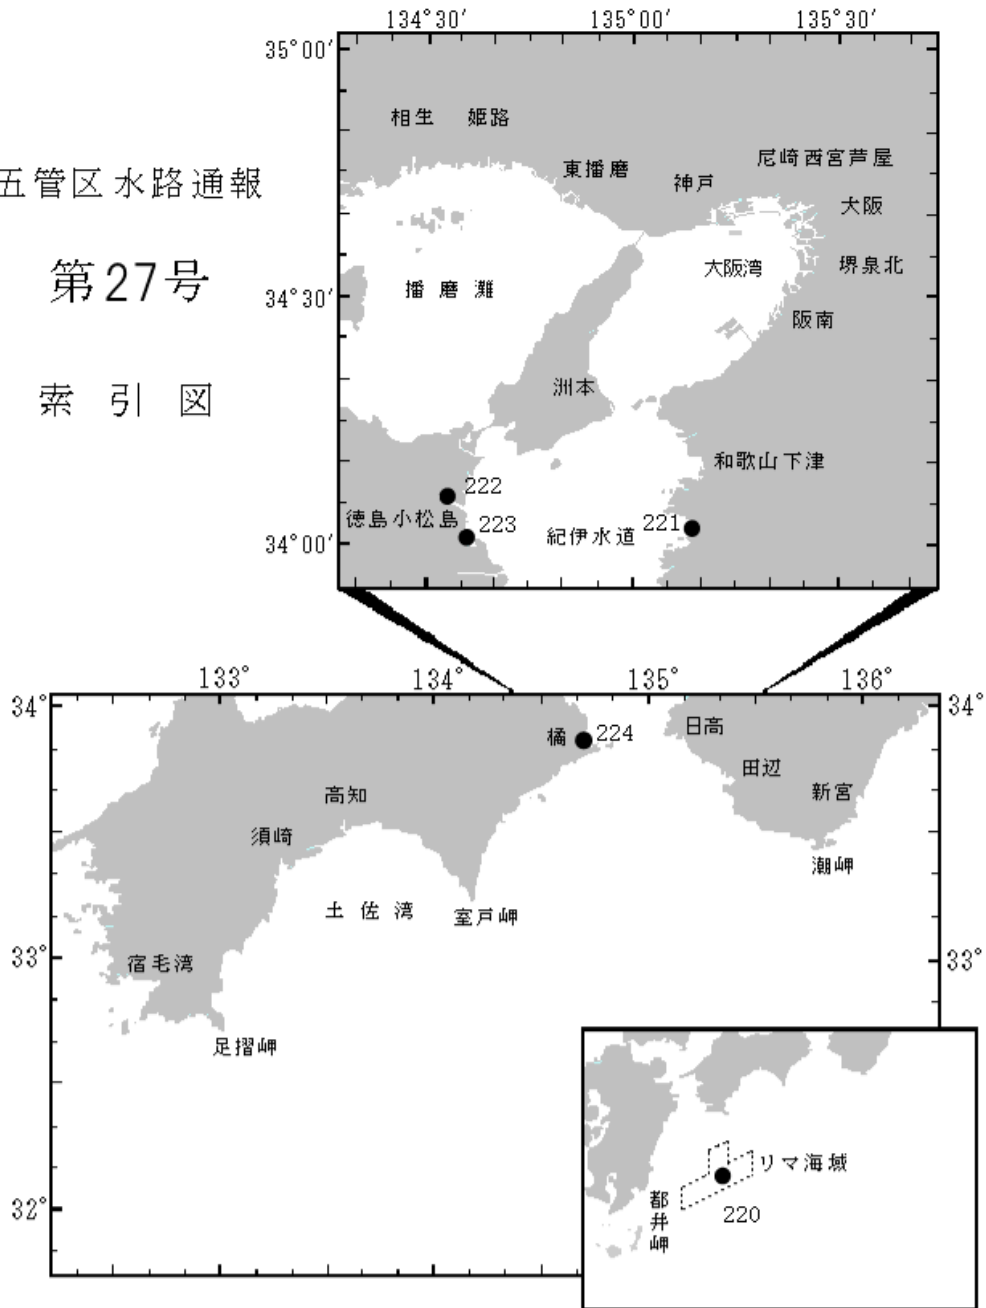 五管区水路通報
第27号
索引図
134°30′ 135°00′ 135°30′
35°00′
相生 姫路
東播磨
神戸
尼崎西宮芦屋
大阪
堺泉北
大阪湾
播磨灘
34°30′
阪南
洲本
和歌山下津
222
徳島小松島
223
紀伊水道
221
34°00′
133° 134° 135° 136°
34° 34°
橘
224
日高
田辺
新宮
高知
須崎
潮岬
土佐湾
室戸岬
33° 33°
宿毛湾
足摺岬
リマ海域
都井岬
220
32°